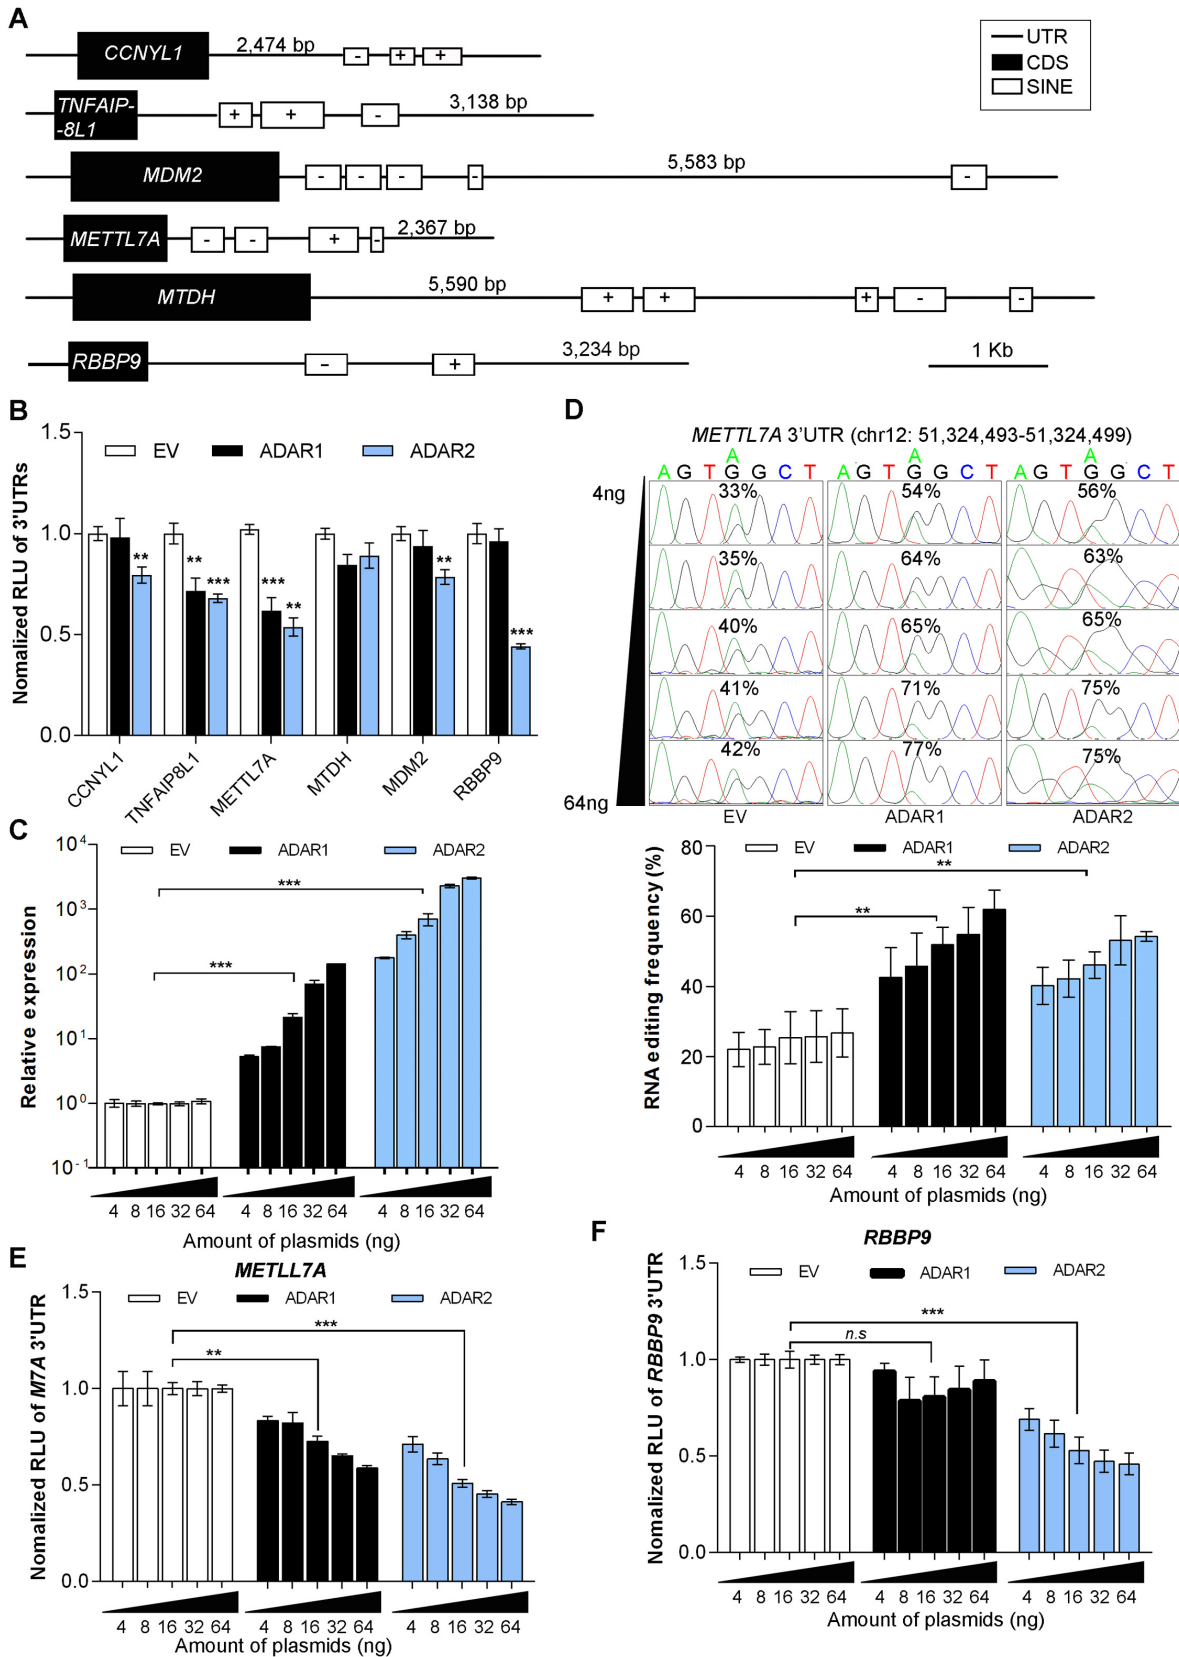 A
CCNYL1
2,474 bp
- + +
TNFAIP-
-8L1
+ + -
3,138 bp
MDM2
- - - - -
5,583 bp
METTL7A
- - + -
2,367 bp
MTDH
5,590 bp
+ + + - -
RBBP9
- +
3,234 bp
1 Kb
UTR
CDS
SINE
B
Nomalized RLU of 3'UTRs
1.5
1.0
0.5
0.0
EV ADAR1 ADAR2
** ** *** *** ** ** ***
CCNYL1 TNFAIP8L1 METTL7A MTDH MDM2 RBBP9
C
Relative expression
10⁴
10³
10²
10¹
10⁰
10⁻¹
EV ADAR1 ADAR2
***
***
4 8 16 32 64 4 8 16 32 64 4 8 16 32 64
Amount of plasmids (ng)
D
METTL7A 3'UTR (chr12: 51,324,493-51,324,499)
A A A
A G T G G C T A G T G G C T A G T G G C T
4ng
33% 54% 56%
35% 64% 63%
40% 65% 65%
41% 71% 75%
42% 77% 75%
64ng
EV ADAR1 ADAR2
RNA editing frequency (%)
80
60
40
20
0
EV ADAR1 ADAR2
**
**
4 8 16 32 64 4 8 16 32 64 4 8 16 32 64
Amount of plasmids (ng)
E
METLL7A
Nomalized RLU of M7A 3'UTR
1.5
1.0
0.5
0.0
EV ADAR1 ADAR2
***
**
4 8 16 32 64 4 8 16 32 64 4 8 16 32 64
Amount of plasmids (ng)
F
RBBP9
Nomalized RLU of RBBP9 3'UTR
1.5
1.0
0.5
0.0
EV ADAR1 ADAR2
***
n.s
4 8 16 32 64 4 8 16 32 64 4 8 16 32 64
Amount of plasmids (ng)